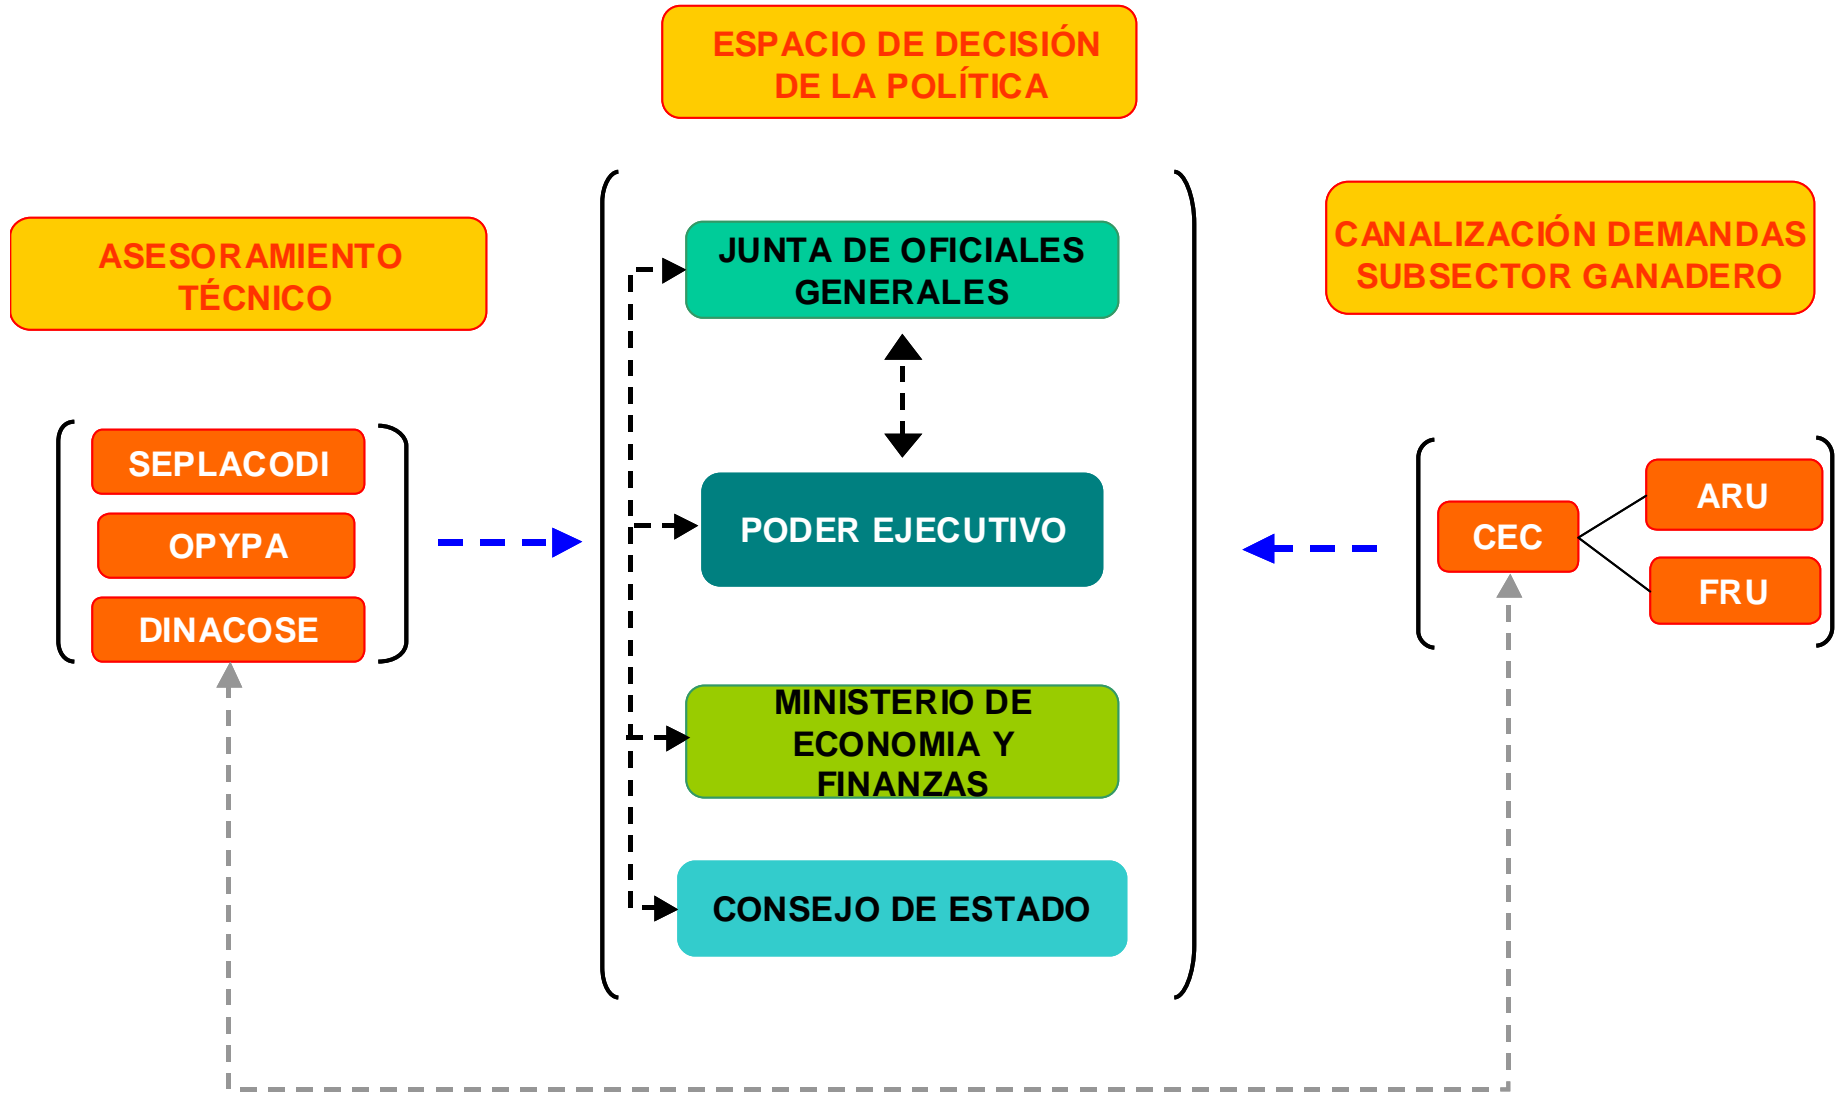 ESPACIO DE DECISIÓN
DE LA POLÍTICA
ASESORAMIENTO
TÉCNICO
SEPLACODI
OPYPA
DINACOSE
JUNTA DE OFICIALES
GENERALES
PODER EJECUTIVO
MINISTERIO DE
ECONOMIA Y
FINANZAS
CONSEJO DE ESTADO
CANALIZACIÓN DEMANDAS
SUBSECTOR GANADERO
CEC
ARU
FRU